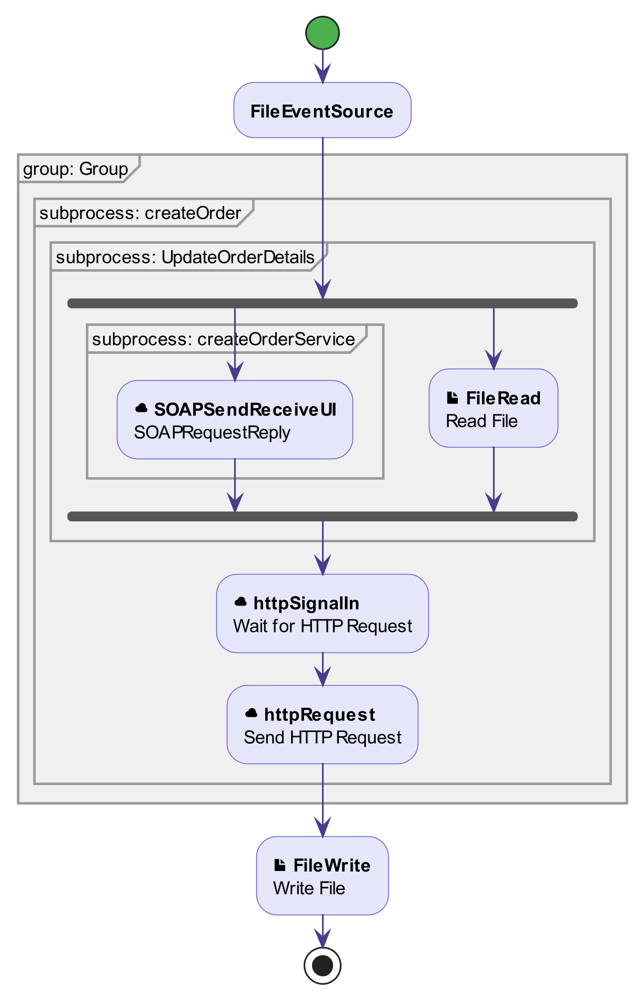 FileEventSource
group: Group
subprocess: createOrder
subprocess: UpdateOrderDetails
subprocess: createOrderService
SOAPSendReceiveUI
SOAPRequestReply
FileRead
Read File
httpSignalIn
Wait for HTTP Request
httpRequest
Send HTTP Request
FileWrite
Write File